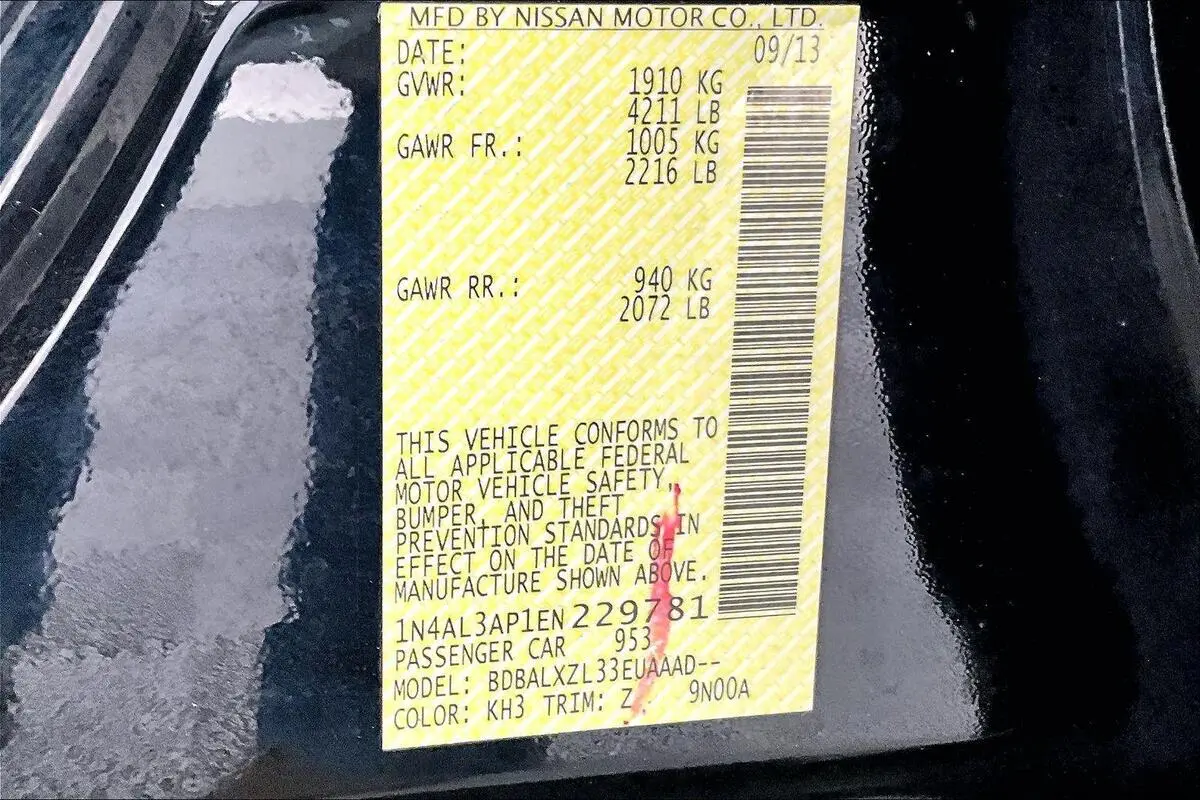 MFD BY NISSAN MOTOR CO., LTD.
DATE: 09/13
GVWR: 1910 KG
4211 LB
GAWR FR.: 1005 KG
2216 LB
GAWR RR.: 940 KG
2072 LB
THIS VEHICLE CONFORMS TO
ALL APPLICABLE FEDERAL
MOTOR VEHICLE SAFETY,
BUMPER, AND THEFT
PREVENTION STANDARDS IN
EFFECT ON THE DATE OF
MANUFACTURE SHOWN ABOVE.
1N4AL3AP1EN229781
PASSENGER CAR 953
MODEL: BDBALXZL33EUAAAD--
COLOR: KH3 TRIM: Z 9N00A